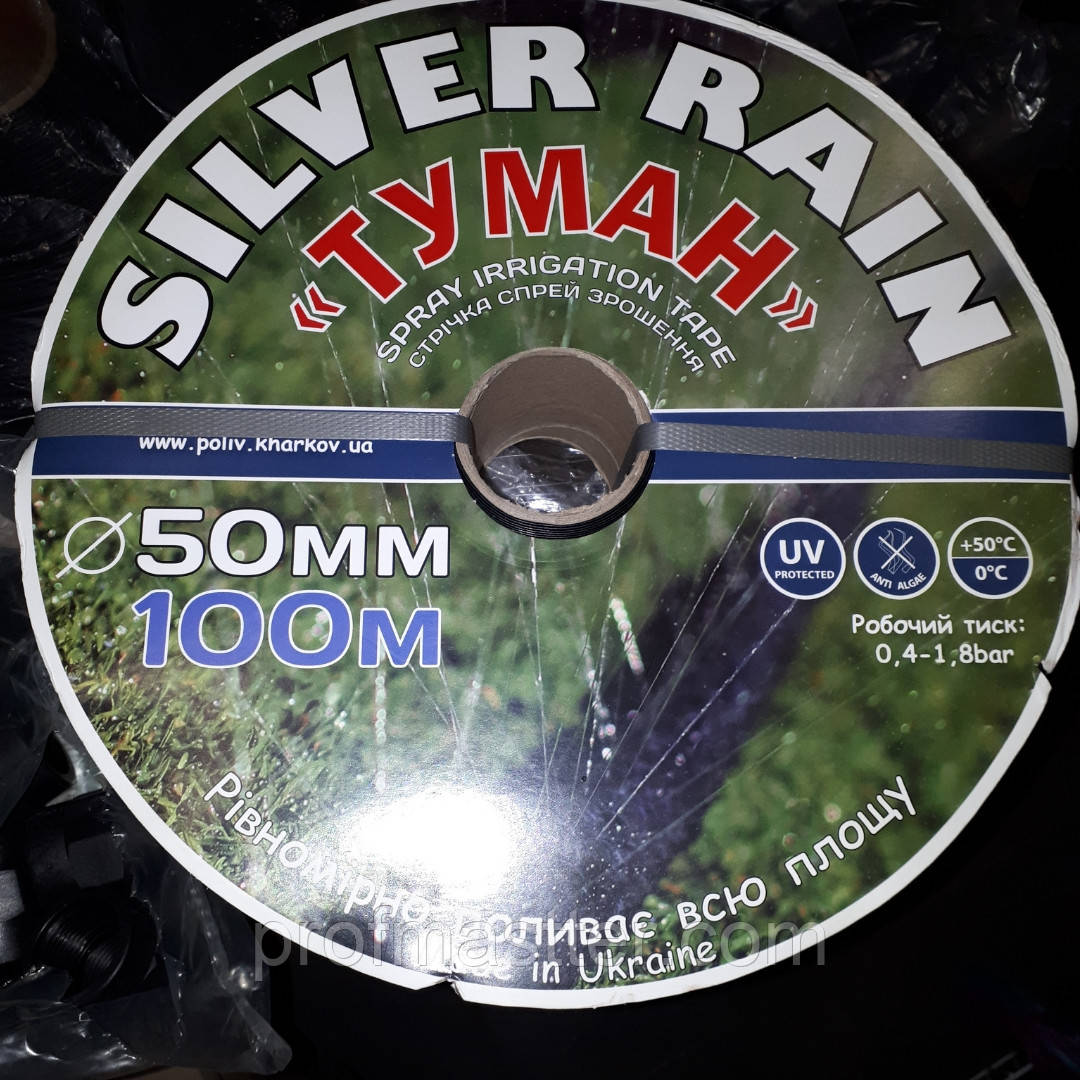 SILVER RAIN
«ТУМАН»
SPRAY IRRIGATION TAPE
СТРІЧКА СПРЕЙ ЗРОШЕННЯ
www.poliv.kharkov.ua
⌀50мм
100м
UV
PROTECTED
ANTI ALGAE
+50°C
0°C
Робочий тиск:
0,4-1,8bar
Рівномірно поливає всю площу
in Ukraine